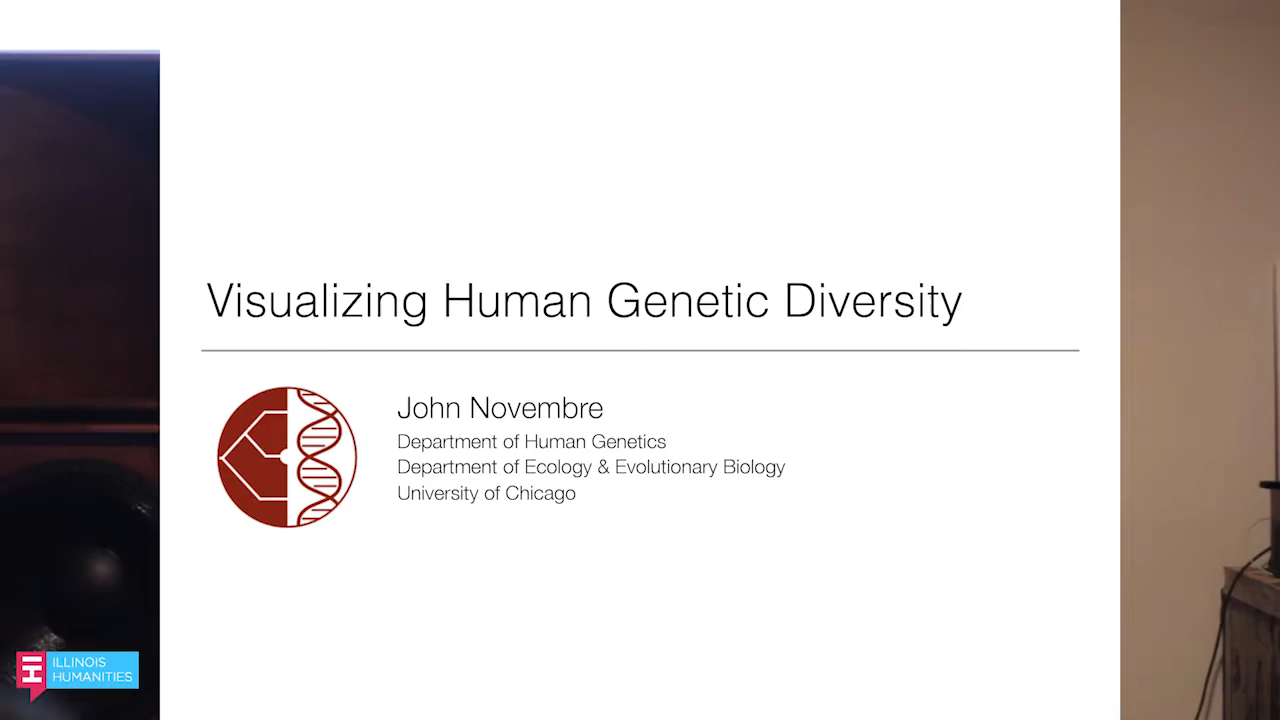 Visualizing Human Genetic Diversity
John Novembre
Department of Human Genetics
Department of Ecology & Evolutionary Biology
University of Chicago
ILLINOIS
HUMANITIES